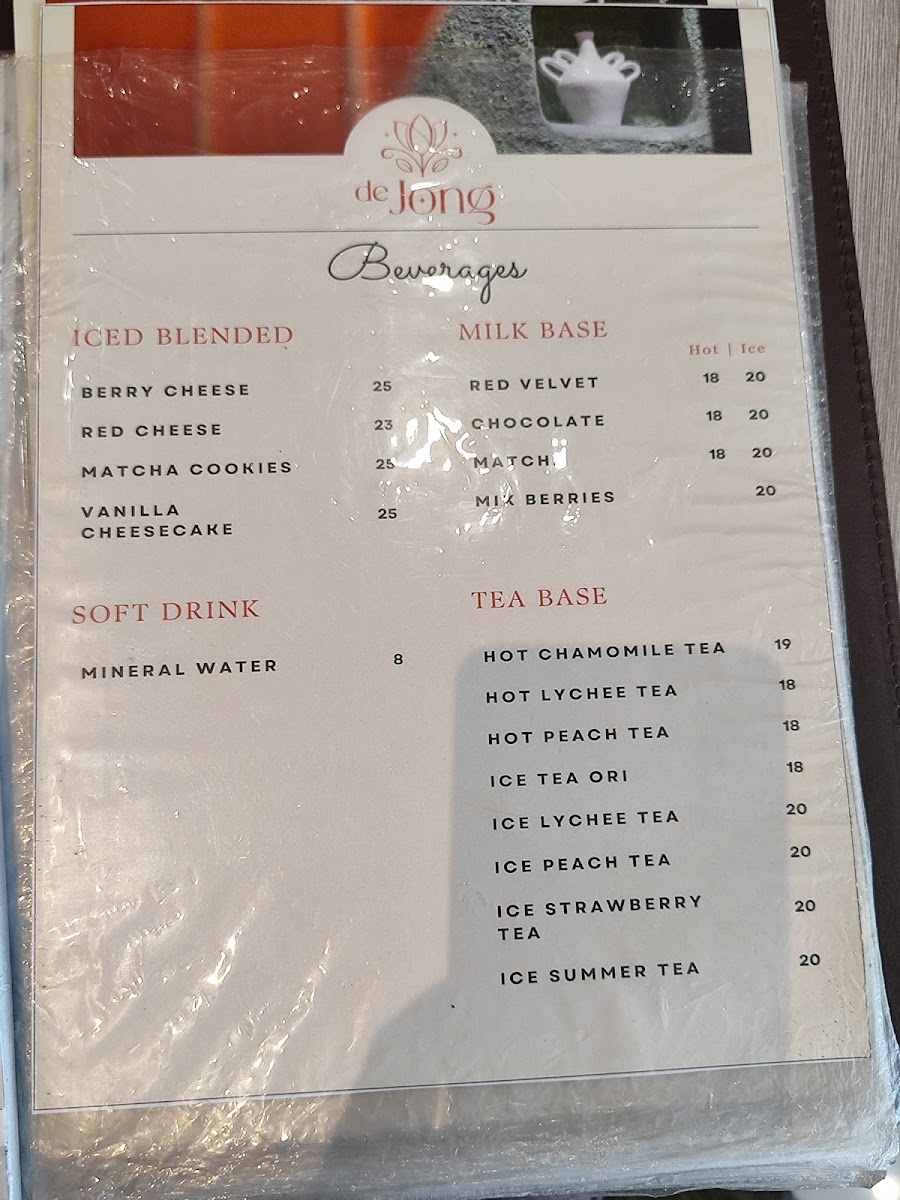 de Jong
Beverages
ICED BLENDED
BERRY CHEESE 25
RED CHEESE 23
MATCHA COOKIES 25
VANILLA
CHEESECAKE 25
MILK BASE
Hot | Ice
RED VELVET 18 20
CHOCOLATE 18 20
MATCH 18 20
MIX BERRIES 20
SOFT DRINK
MINERAL WATER 8
TEA BASE
HOT CHAMOMILE TEA 19
HOT LYCHEE TEA 18
HOT PEACH TEA 18
ICE TEA ORI 18
ICE LYCHEE TEA 20
ICE PEACH TEA 20
ICE STRAWBERRY
TEA 20
ICE SUMMER TEA 20